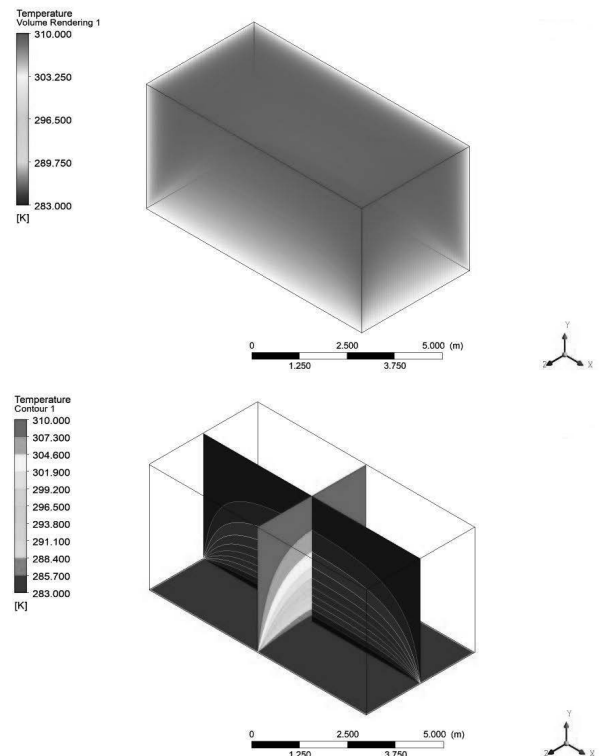 Temperature
Volume Rendering 1
310.000
303.250
296.500
289.750
283.000
[K]
0 2.500 5.000 (m)
1.250 3.750
Y
Z X
Temperature
Contour 1
310.000
307.300
304.600
301.900
299.200
296.500
293.800
291.100
288.400
285.700
283.000
[K]
0 2.500 5.000 (m)
1.250 3.750
Y
Z X